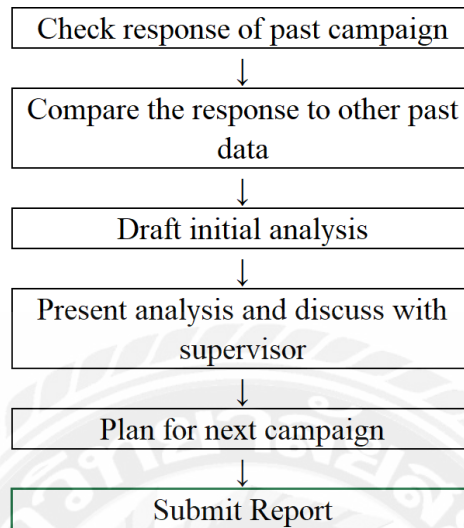 Check response of past campaign
Compare the response to other past
data
Draft initial analysis
Present analysis and discuss with
supervisor
Plan for next campaign
Submit Report